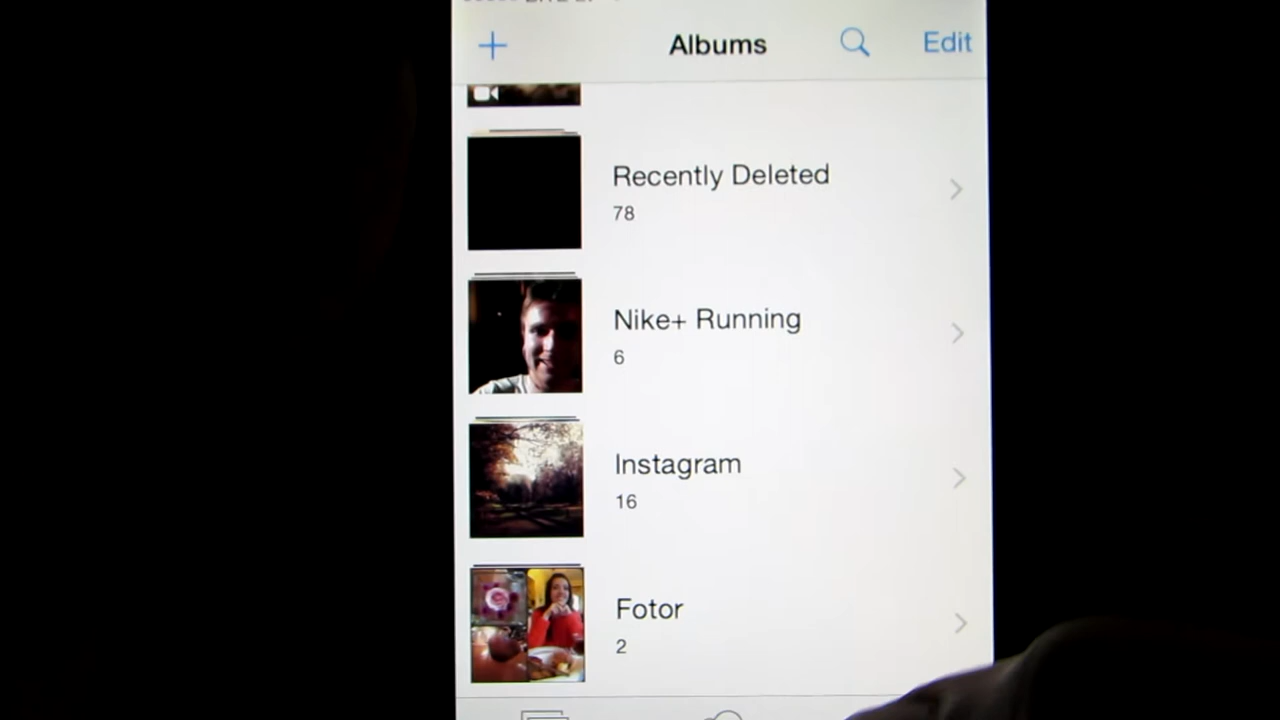 Albums
Edit
Recently Deleted
78
Nike+ Running
6
Instagram
16
Fotor
2